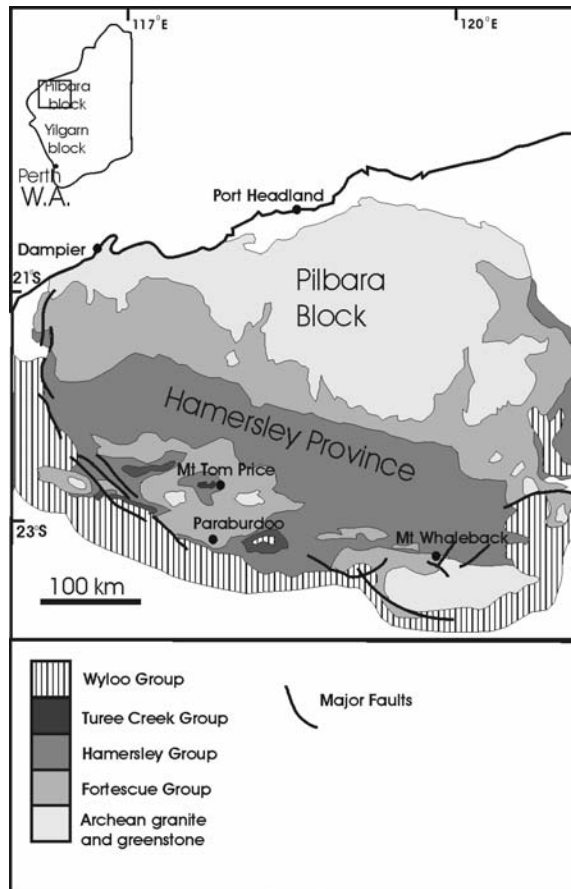 117°E
120°E
Pilbara
block
Yilgarn
block
Perth
W.A.
Port Headland
Dampier
21°S
Pilbara
Block
Hamersley Province
Mt Tom Price
Paraburdoo
Mt Whaleback
23°S
100 km
Wyloo Group
Turee Creek Group
Hamersley Group
Fortescue Group
Archean granite
and greenstone
Major Faults